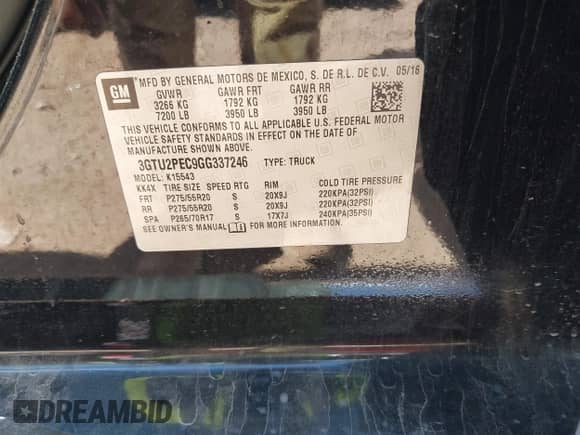 GM
MFD BY GENERAL MOTORS DE MEXICO, S. DE R.L. DE C.V. 05/16
GVWR GAWR FRT GAWR RR
3266 KG 1792 KG 1792 KG
7200 LB 3950 LB 3950 LB
THIS VEHICLE CONFORMS TO ALL APPLICABLE U.S. FEDERAL MOTOR
VEHICLE SAFETY STANDARDS IN EFFECT ON THE DATE OF
MANUFACTURE SHOWN ABOVE.
3GTU2PEC9GG337246 TYPE: TRUCK
MODEL: K15543
KK4X TIRE SIZE SPEED RTG RIM COLD TIRE PRESSURE
FRT P275/55R20 S 20X9J 220KPA(32PSI)
RR P275/55R20 S 20X9J 220KPA(32PSI)
SPA P265/70R17 S 17X7J 240KPA(35PSI)
SEE OWNER'S MANUAL FOR MORE INFORMATION.
DREAMBID